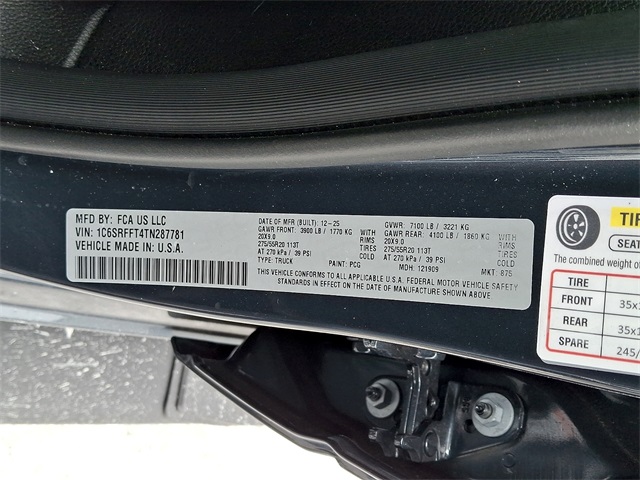 MFD BY: FCA US LLC
VIN: 1C6SRFFT4TN287781
VEHICLE MADE IN: U.S.A.
DATE OF MFR (BUILT): 12-25
GAWR FRONT: 3900 LB / 1770 KG WITH
20X9.0 RIMS
275/55R20 113T TIRES
AT 270 kPa / 39 PSI COLD
TYPE: TRUCK PAINT: PCG
GVWR: 7100 LB / 3221 KG
GAWR REAR: 4100 LB / 1860 KG WITH
20X9.0 RIMS
275/55R20 113T TIRES
AT 270 kPa / 39 PSI COLD
MDH: 121909 MKT: 875
THIS VEHICLE CONFORMS TO ALL APPLICABLE U.S.A. FEDERAL MOTOR VEHICLE SAFETY
STANDARDS IN EFFECT ON THE DATE OF MANUFACTURE SHOWN ABOVE
SEAT
The combined weight of
TIRE
FRONT 35x1
REAR 35x1
SPARE 245/